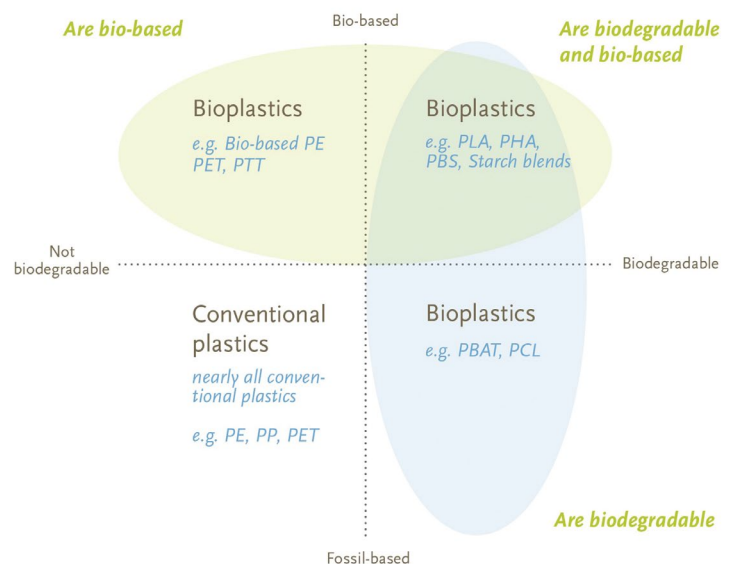 Bio-based
Are bio-based
Are biodegradable
and bio-based
Bioplastics
e.g. Bio-based PE
PET, PTT
Bioplastics
e.g. PLA, PHA,
PBS, Starch blends
Not
biodegradable
Biodegradable
Conventional
plastics
nearly all conven-
tional plastics
e.g. PE, PP, PET
Bioplastics
e.g. PBAT, PCL
Are biodegradable
Fossil-based